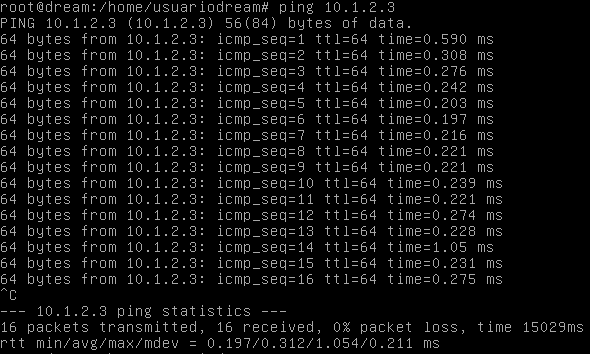 root@dream:/home/usuariodream# ping 10.1.2.3
PING 10.1.2.3 (10.1.2.3) 56(84) bytes of data.
64 bytes from 10.1.2.3: icmp_seq=1 ttl=64 time=0.590 ms
64 bytes from 10.1.2.3: icmp_seq=2 ttl=64 time=0.308 ms
64 bytes from 10.1.2.3: icmp_seq=3 ttl=64 time=0.276 ms
64 bytes from 10.1.2.3: icmp_seq=4 ttl=64 time=0.242 ms
64 bytes from 10.1.2.3: icmp_seq=5 ttl=64 time=0.203 ms
64 bytes from 10.1.2.3: icmp_seq=6 ttl=64 time=0.197 ms
64 bytes from 10.1.2.3: icmp_seq=7 ttl=64 time=0.216 ms
64 bytes from 10.1.2.3: icmp_seq=8 ttl=64 time=0.221 ms
64 bytes from 10.1.2.3: icmp_seq=9 ttl=64 time=0.221 ms
64 bytes from 10.1.2.3: icmp_seq=10 ttl=64 time=0.239 ms
64 bytes from 10.1.2.3: icmp_seq=11 ttl=64 time=0.221 ms
64 bytes from 10.1.2.3: icmp_seq=12 ttl=64 time=0.274 ms
64 bytes from 10.1.2.3: icmp_seq=13 ttl=64 time=0.228 ms
64 bytes from 10.1.2.3: icmp_seq=14 ttl=64 time=1.05 ms
64 bytes from 10.1.2.3: icmp_seq=15 ttl=64 time=0.231 ms
64 bytes from 10.1.2.3: icmp_seq=16 ttl=64 time=0.275 ms
^C
--- 10.1.2.3 ping statistics ---
16 packets transmitted, 16 received, 0% packet loss, time 15029ms
rtt min/avg/max/mdev = 0.197/0.312/1.054/0.211 ms